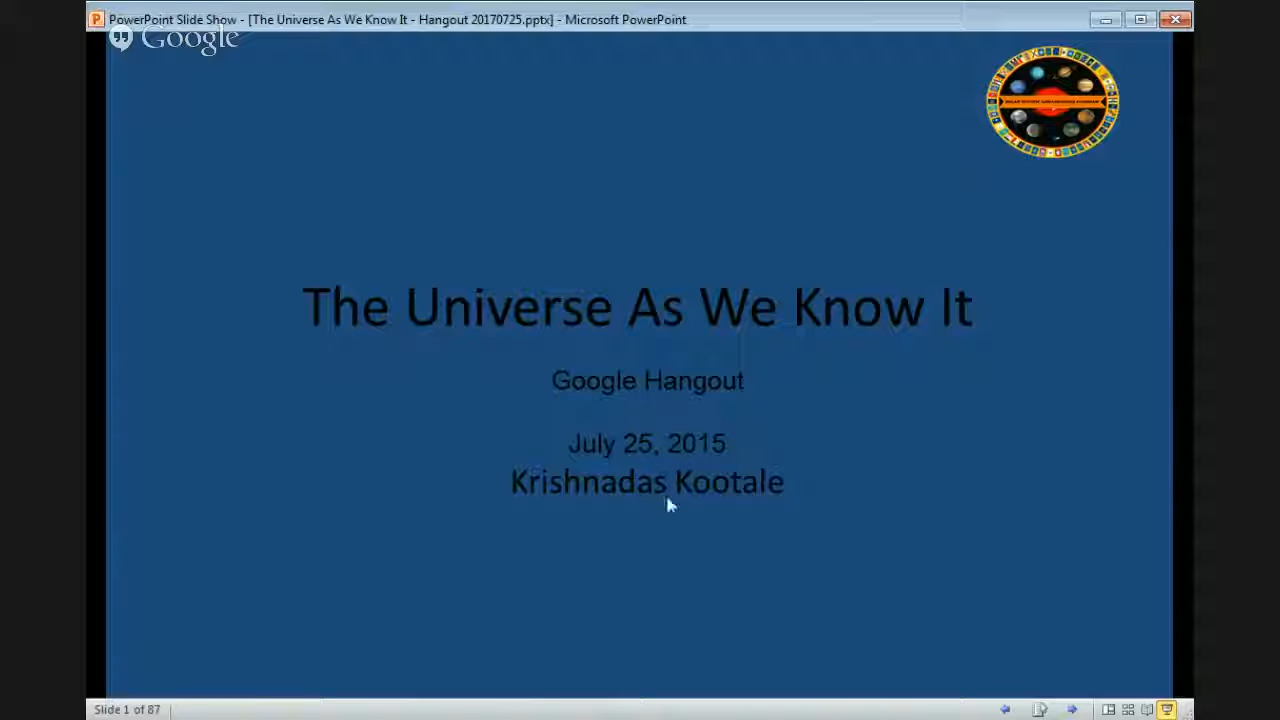 PowerPoint Slide Show - [The Universe As We Know It - Hangout 20170725.pptx] - Microsoft PowerPoint
Google
The Universe As We Know It
Google Hangout
July 25, 2015
Krishnadas Kootale
Slide 1 of 87